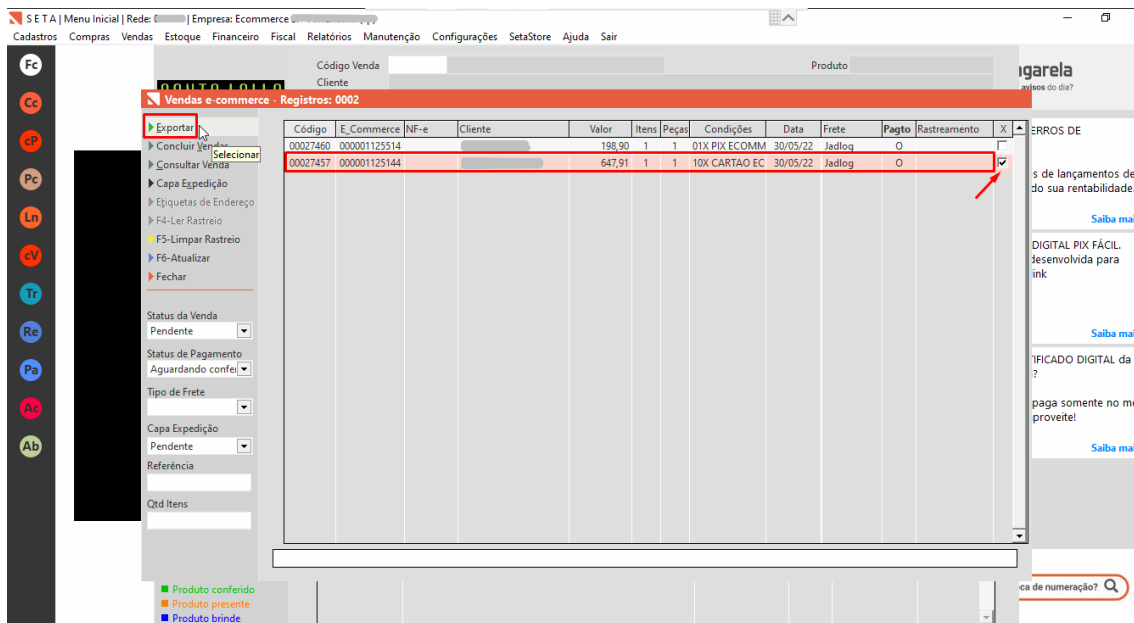 S E T A | Menu Inicial | Rede: | Empresa: Ecommerce
Cadastros Compras Vendas Estoque Financeiro Fiscal Relatórios Manutenção Configurações SetaStore Ajuda Sair
Fc
Cc
cP
Pc
Ln
cV
Tr
Re
Pa
Ac
Ab
Código Venda
Produto
Cliente
Vendas e-commerce - Registros: 0002
Exportar
Concluir Vendas
Selecionar
Consultar Venda
Capa Expedição
Etiquetas de Endereço
F4-Ler Rastreio
F5-Limpar Rastreio
F6-Atualizar
Fechar
Status da Venda
Pendente
Status de Pagamento
Aguardando confer
Tipo de Frete
Capa Expedição
Pendente
Referência
Qtd Itens
Código E_Commerce NF-e Cliente Valor Itens Peças Condições Data Frete Pagto Rastreamento X
00027460 000001125514 198,90 1 1 01X PIX ECOMM 30/05/22 Jadlog O
00027457 000001125144 647,91 1 1 10X CARTAO EC 30/05/22 Jadlog O
Produto conferido
Produto presente
Produto brinde
agarela
avisos do dia?
ERROS DE
s de lançamentos de
do sua rentabilidade.
Saiba mai
DIGITAL PIX FÁCIL.
desenvolvida para
ink
Saiba mai
TIFICADO DIGITAL da
?
paga somente no me
proveite!
Saiba mai
ca de numeração?